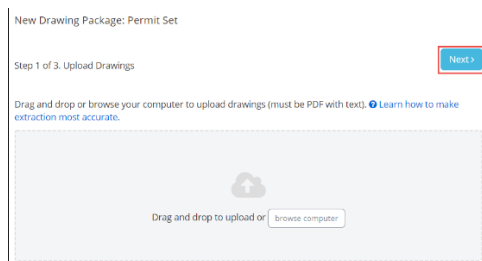 New Drawing Package: Permit Set
Next >
Step 1 of 3. Upload Drawings
Drag and drop or browse your computer to upload drawings (must be PDF with text). ? Learn how to make
extraction most accurate.
Drag and drop to upload or browse computer